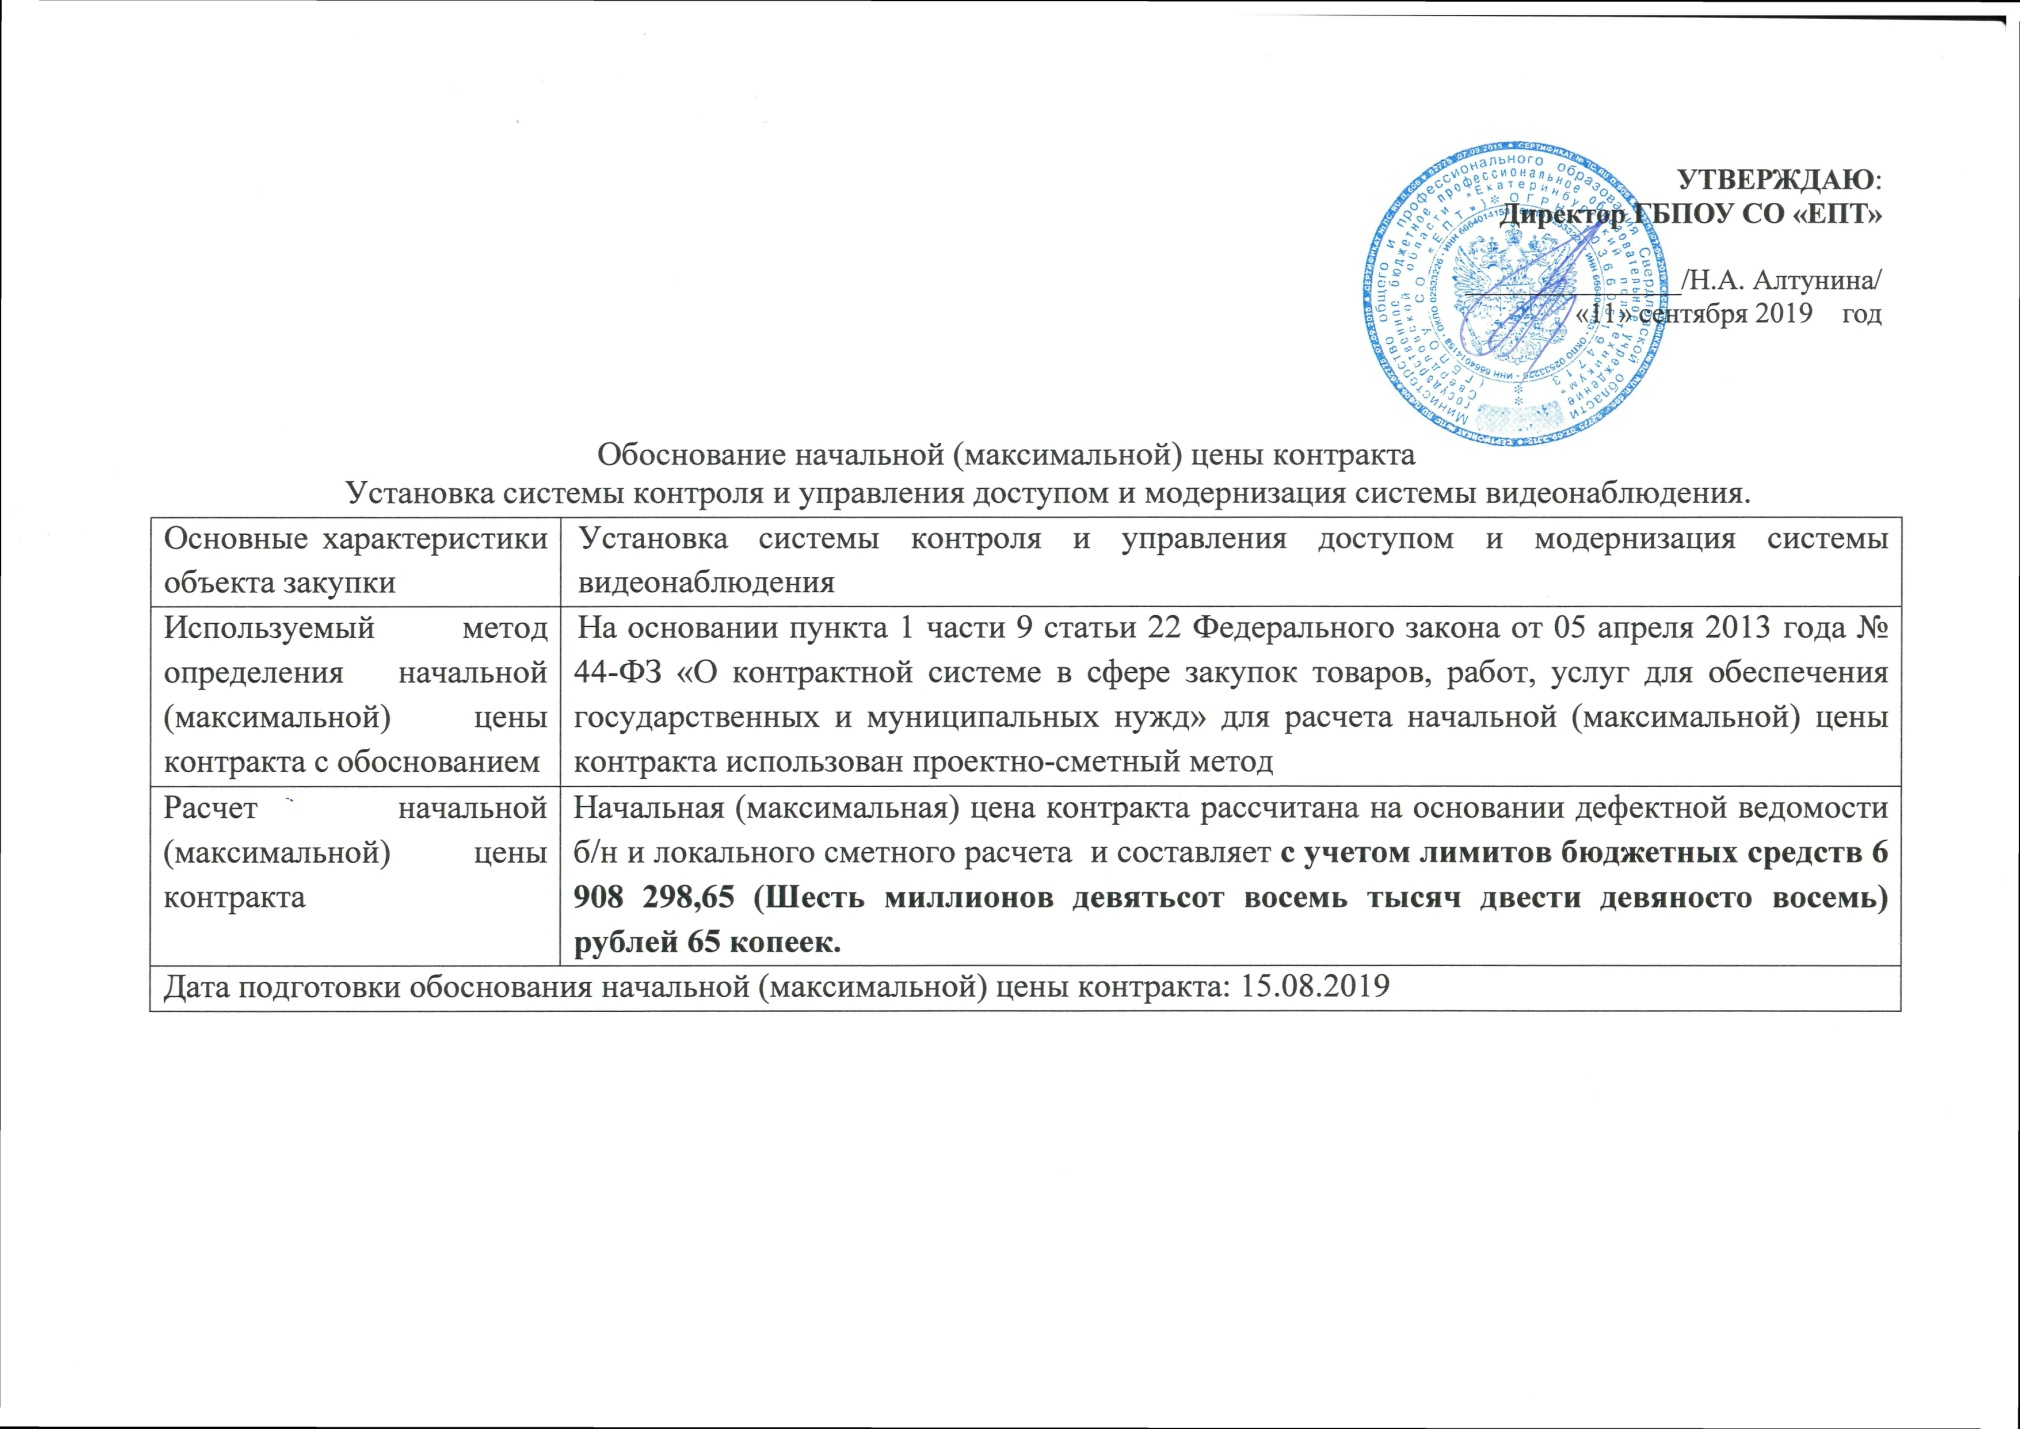 УТВЕРЖДАЮ:
Директор ГБПОУ СО «ЕПТ»
/Н.А. Алтунина/
«11» сентября 2019 год
Обоснование начальной (максимальной) цены контракта
Установка системы контроля и управления доступом и модернизация системы видеонаблюдения.
Основные характеристики
объекта закупки
Установка системы контроля и управления доступом и модернизация системы
видеонаблюдения
Используемый метод
определения начальной
(максимальной) цены
контракта с обоснованием
На основании пункта 1 части 9 статьи 22 Федерального закона от 05 апреля 2013 года №
44-ФЗ «О контрактной системе в сфере закупок товаров, работ, услуг для обеспечения
государственных и муниципальных нужд» для расчета начальной (максимальной) цены
контракта использован проектно-сметный метод
Расчет начальной
(максимальной) цены
контракта
Начальная (максимальная) цена контракта рассчитана на основании дефектной ведомости
б/н и локального сметного расчета и составляет с учетом лимитов бюджетных средств 6
908 298,65 (Шесть миллионов девятьсот восемь тысяч двести девяносто восемь)
рублей 65 копеек.
Дата подготовки обоснования начальной (максимальной) цены контракта: 15.08.2019
Министерство общего и профессионального образования Свердловской области